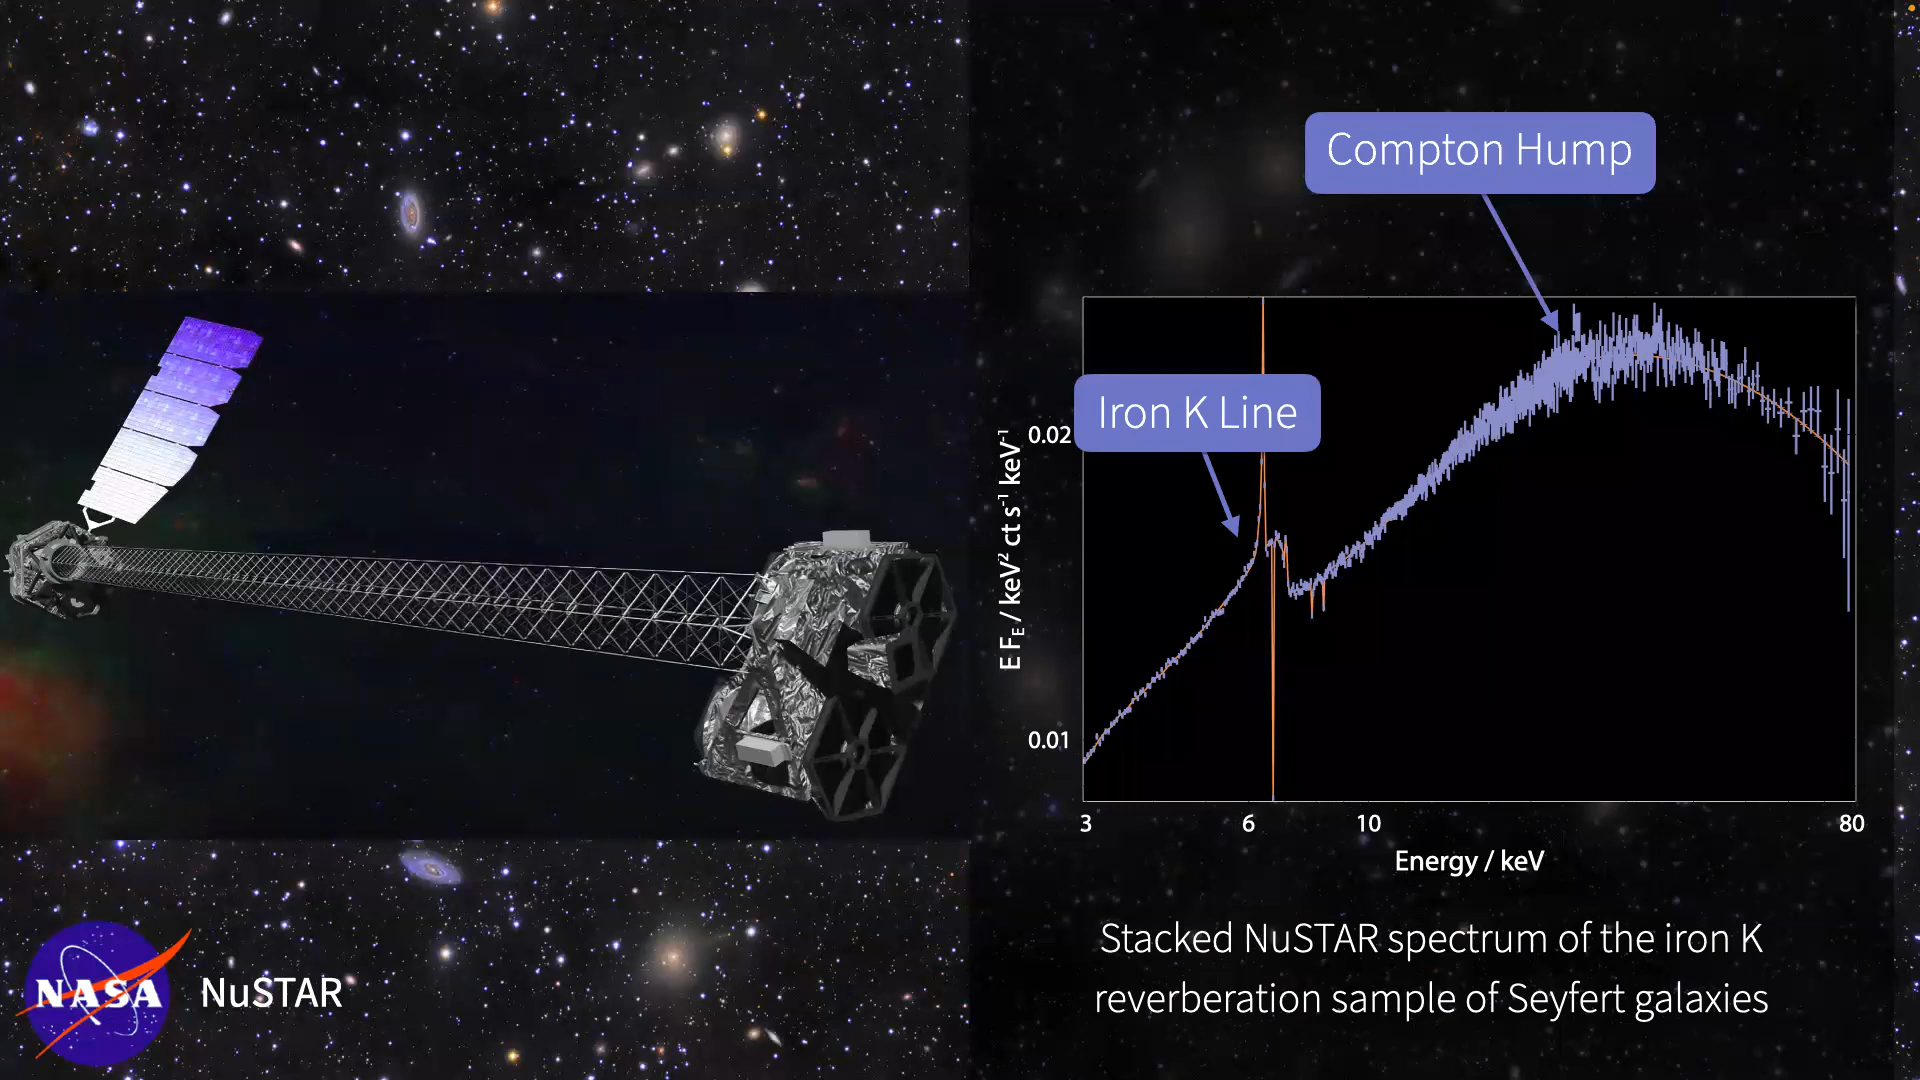 Compton Hump
Iron K Line
0.02
0.01
E F_E / keV² ct s⁻¹ keV⁻¹
3 6 10 80
Energy / keV
Stacked NuSTAR spectrum of the iron K
reverberation sample of Seyfert galaxies
NASA
NuSTAR